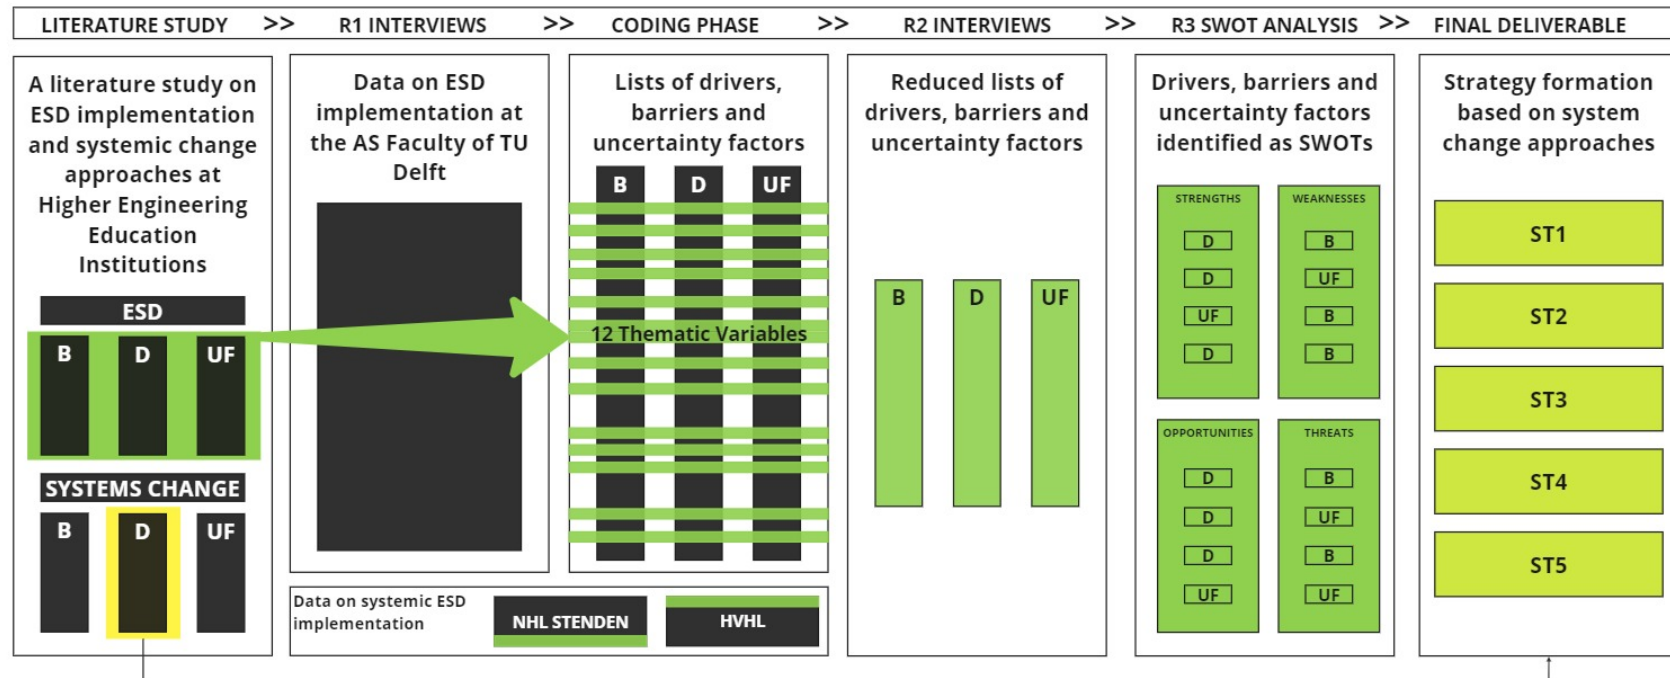 LITERATURE STUDY >> R1 INTERVIEWS >> CODING PHASE >> R2 INTERVIEWS >> R3 SWOT ANALYSIS >> FINAL DELIVERABLE
A literature study on
ESD implementation
and systemic change
approaches at
Higher Engineering
Education
Institutions
ESD
B D UF
SYSTEMS CHANGE
B D UF
Data on ESD
implementation at
the AS Faculty of TU
Delft
Lists of drivers,
barriers and
uncertainty factors
B D UF
12 Thematic Variables
Data on systemic ESD
implementation
NHL STENDEN
HVHL
Reduced lists of
drivers, barriers and
uncertainty factors
B D UF
Drivers, barriers and
uncertainty factors
identified as SWOTs
STRENGTHS
D
D
UF
D
WEAKNESSES
B
UF
B
B
OPPORTUNITIES
D
D
D
UF
THREATS
B
UF
B
UF
Strategy formation
based on system
change approaches
ST1
ST2
ST3
ST4
ST5